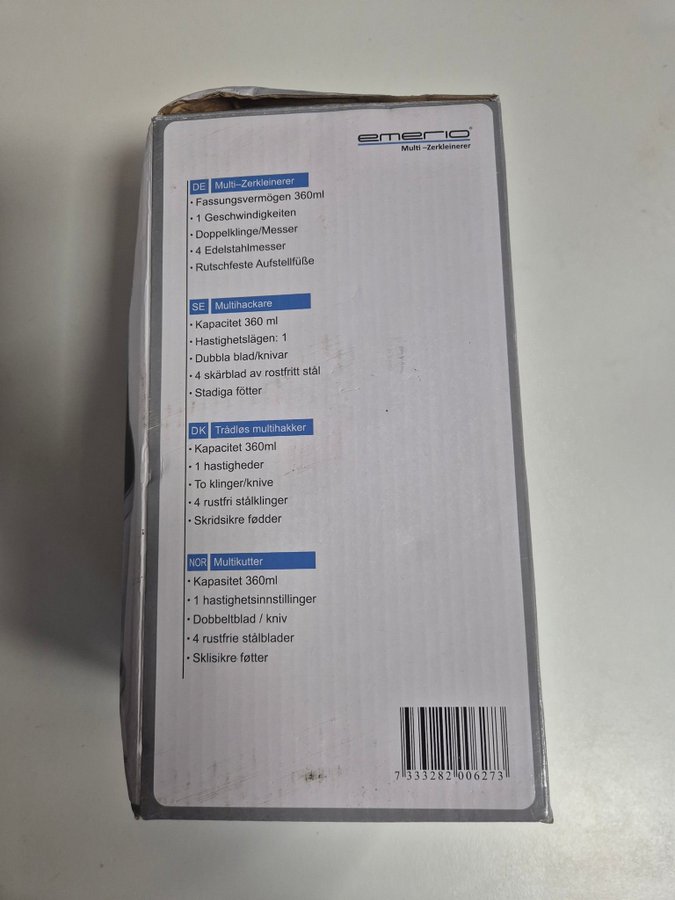 emerio®
Multi –Zerkleinerer
DE Multi–Zerkleinerer
• Fassungsvermögen 360ml
• 1 Geschwindigkeiten
• Doppelklinge/Messer
• 4 Edelstahlmesser
• Rutschfeste Aufstellfüße
SE Multihackare
• Kapacitet 360 ml
• Hastighetslägen: 1
• Dubbla blad/knivar
• 4 skärblad av rostfritt stål
• Stadiga fötter
DK Trådløs multihakker
• Kapacitet 360ml
• 1 hastigheder
• To klinger/knive
• 4 rustfri stålklinger
• Skridsikre fødder
NOR Multikutter
• Kapasitet 360ml
• 1 hastighetsinnstillinger
• Dobbeltblad / kniv
• 4 rustfrie stålblader
• Sklisikre føtter
7 333282 006273